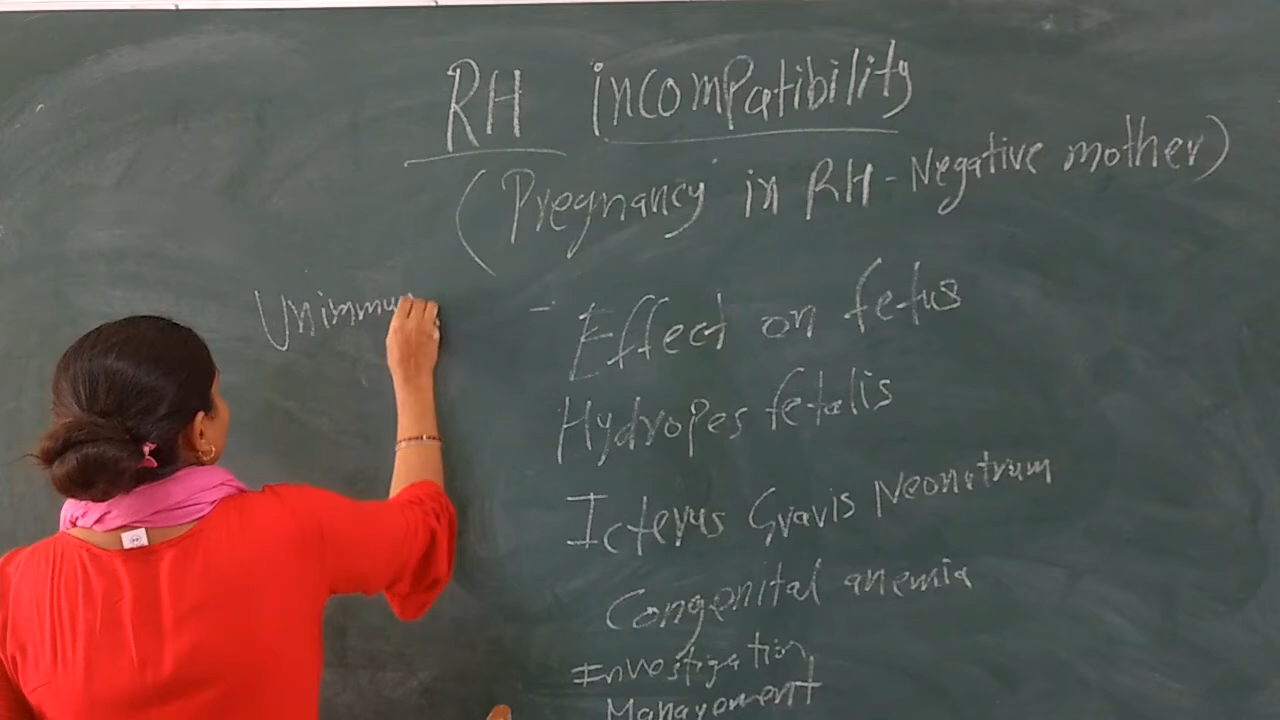 RH incompatibility
(Pregnancy in RH-Negative mother)
Unimmu
- Effect on fetus
Hydropes fetalis
Icterus Gravis Neonatrum
Congenital anemia
Investigation
Management